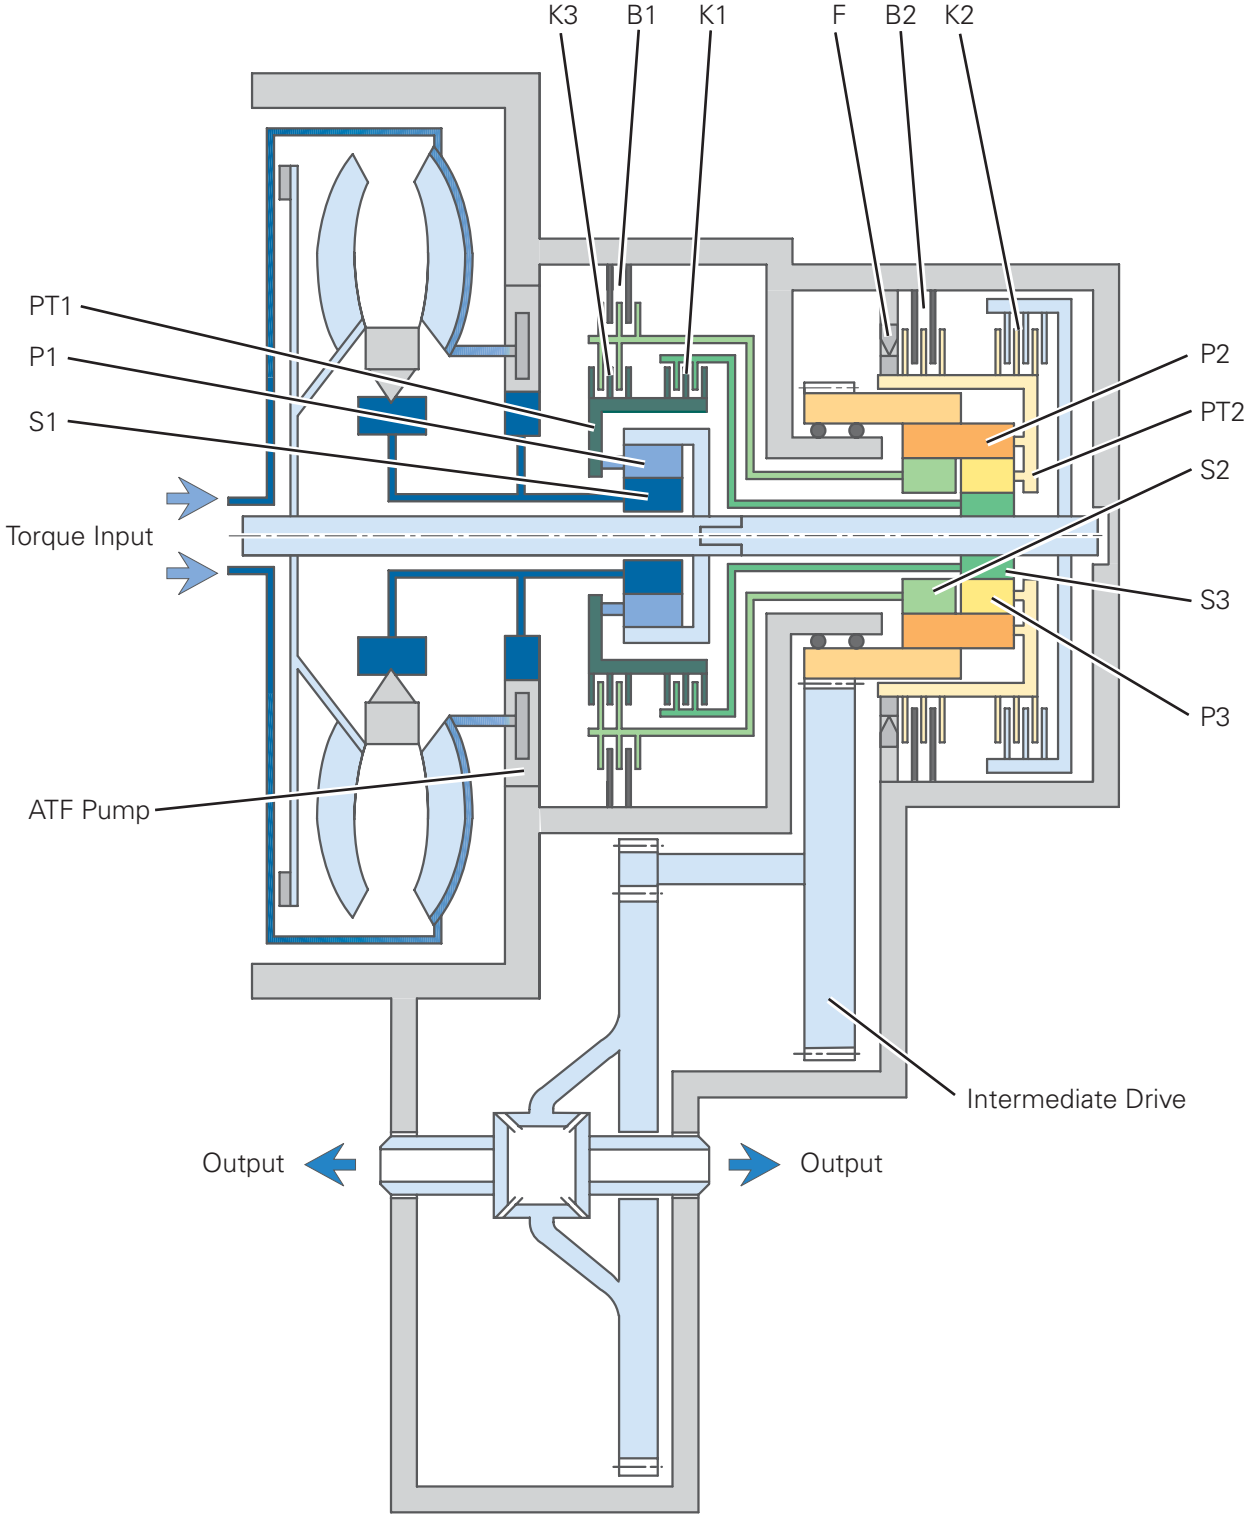 K3
B1
K1
F
B2
K2
PT1
P1
S1
Torque Input
P2
PT2
S2
S3
P3
ATF Pump
Intermediate Drive
Output
Output